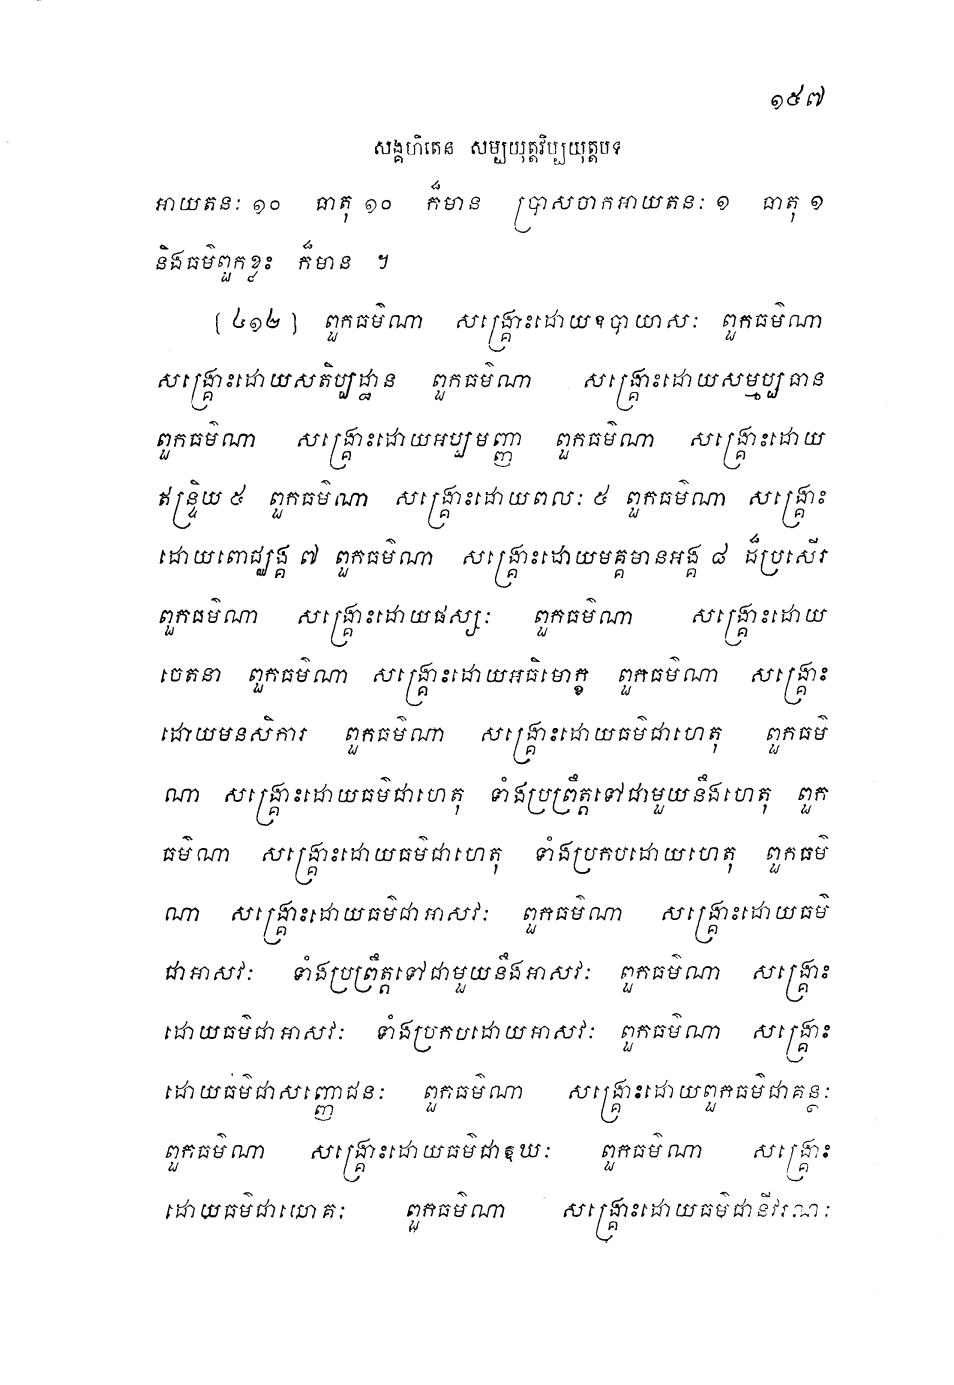 ១៥៧
សង្គហិតេន សម្បយុត្តវិប្បយុត្តបទ
អាយតនៈ ១០ ធាតុ ១០ ក៏មាន ប្រាសចាកអាយតនៈ ១ ធាតុ ១
និងធម៌ពួកខ្លះ ក៏មាន ។
[ ៤១២ ] ពួកធម៌ណា សង្គ្រោះដោយឧបាយាសៈ ពួកធម៌ណា
សង្គ្រោះដោយសតិប្បដ្ឋាន ពួកធម៌ណា សង្គ្រោះដោយសម្មប្បធាន
ពួកធម៌ណា សង្គ្រោះដោយអប្បមញ្ញា ពួកធម៌ណា សង្គ្រោះដោយ
ឥន្ទ្រិយ ៥ ពួកធម៌ណា សង្គ្រោះដោយពលៈ ៥ ពួកធម៌ណា សង្គ្រោះ
ដោយពោជ្ឈង្គ ៧ ពួកធម៌ណា សង្គ្រោះដោយមគ្គមានអង្គ ៨ ដ៏ប្រសើរ
ពួកធម៌ណា សង្គ្រោះដោយផស្សៈ ពួកធម៌ណា សង្គ្រោះដោយ
ចេតនា ពួកធម៌ណា សង្គ្រោះដោយអធិមោក្ខ ពួកធម៌ណា សង្គ្រោះ
ដោយមនសិការ ពួកធម៌ណា សង្គ្រោះដោយធម៌ជាហេតុ ពួកធម៌
ណា សង្គ្រោះដោយធម៌ជាហេតុ ទាំងប្រព្រឹត្តទៅជាមួយនឹងហេតុ ពួក
ធម៌ណា សង្គ្រោះដោយធម៌ជាហេតុ ទាំងប្រកបដោយហេតុ ពួកធម៌
ណា សង្គ្រោះដោយធម៌ជាអាសវៈ ពួកធម៌ណា សង្គ្រោះដោយធម៌
ជាអាសវៈ ទាំងប្រព្រឹត្តទៅជាមួយនឹងអាសវៈ ពួកធម៌ណា សង្គ្រោះ
ដោយធម៌ជាអាសវៈ ទាំងប្រកបដោយអាសវៈ ពួកធម៌ណា សង្គ្រោះ
ដោយធម៌ជាសញ្ញោជនៈ ពួកធម៌ណា សង្គ្រោះដោយពួកធម៌ជាគន្ថៈ
ពួកធម៌ណា សង្គ្រោះដោយធម៌ជាឱឃៈ ពួកធម៌ណា សង្គ្រោះ
ដោយធម៌ជាយោគៈ ពួកធម៌ណា សង្គ្រោះដោយធម៌ជានីវរណៈ